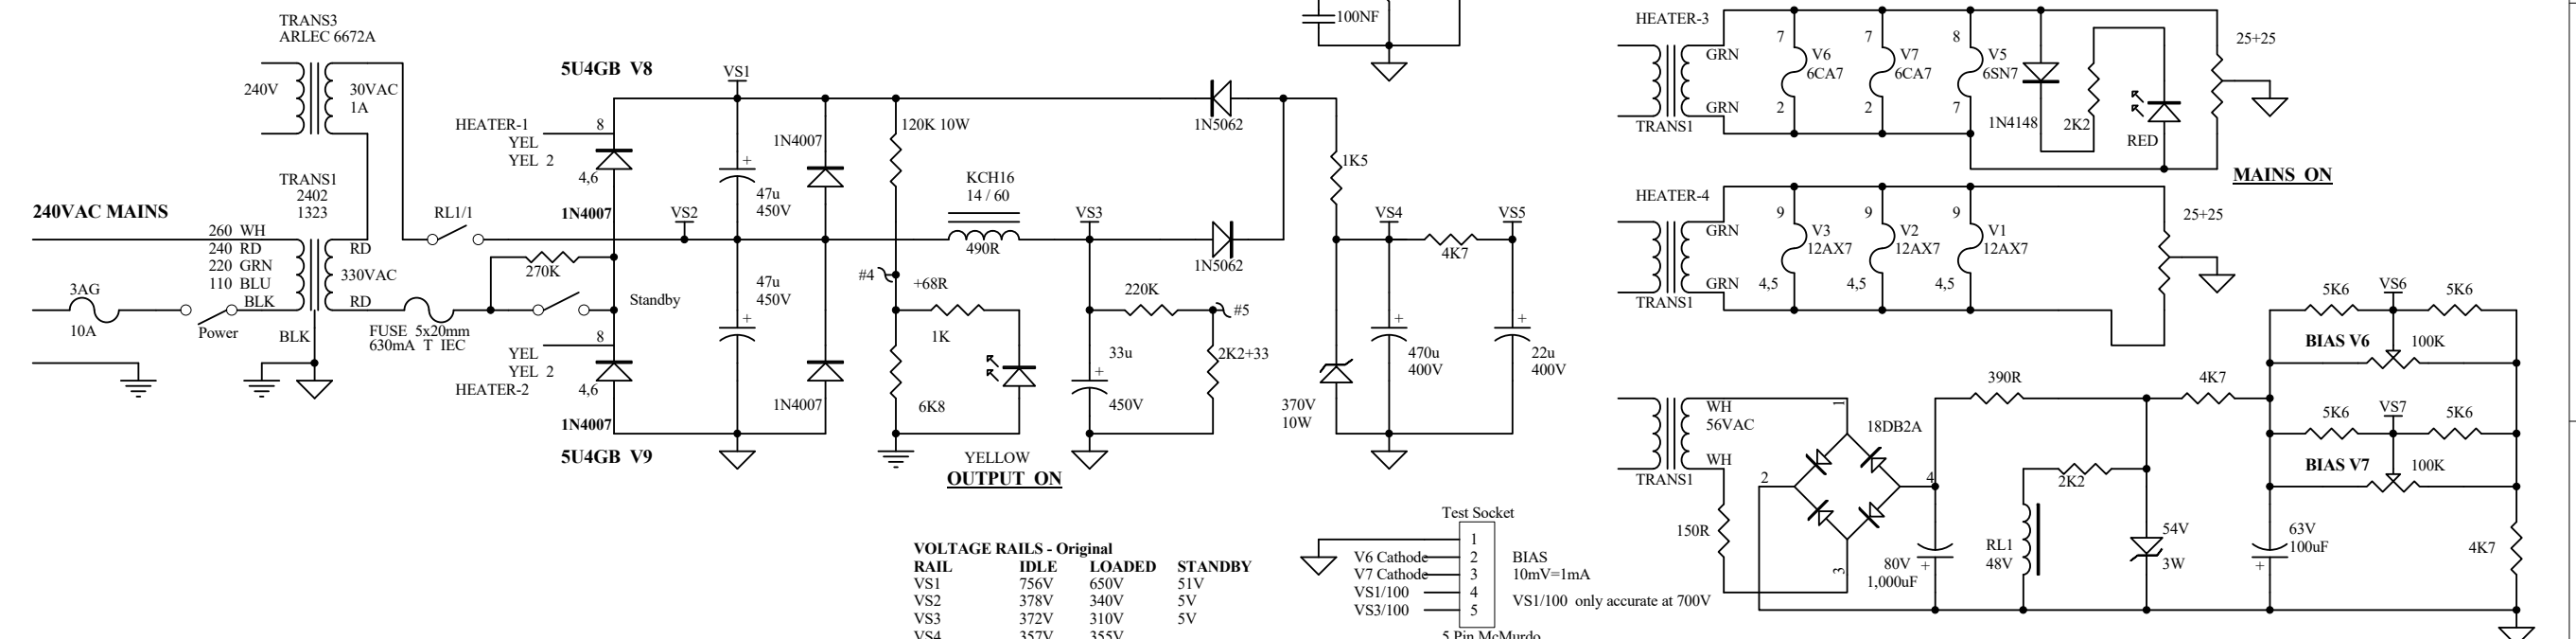 TRANS3
ARLEC 6672A
240V
30VAC
1A
TRANS1
2402
1323
240VAC MAINS
260 WH
240 RD
220 GRN
110 BLU
BLK
RD
330VAC
RD
RL1/1
3AG
10A
Power
BLK
FUSE 5x20mm
630mA T IEC
270K
Standby
5U4GB V8
HEATER-1
YEL
YEL 2
8
4,6
1N4007
8
YEL
YEL 2
HEATER-2
4,6
1N4007
5U4GB V9
VS1
VS2
+
47u
450V
+
47u
450V
1N4007
1N4007
120K 10W
#4
+68R
1K
6K8
YELLOW
OUTPUT ON
KCH16
14 / 60
490R
VS3
220K
#5
2K2+33
33u
+
450V
100NF
1N5062
1N5062
1K5
VS4
VS5
4K7
370V
10W
+
470u
400V
+
22u
400V
VOLTAGE RAILS - Original
RAIL IDLE LOADED STANDBY
VS1 756V 650V 51V
VS2 378V 340V 5V
VS3 372V 310V 5V
VS4 357V 355V
Test Socket
1
V6 Cathode 2 BIAS
V7 Cathode 3 10mV=1mA
VS1/100 4 VS1/100 only accurate at 700V
VS3/100 5
5 Pin McMurdo
HEATER-3
GRN
GRN
TRANS1
7
V6
6CA7
2
7
V7
6CA7
2
8
V5
6SN7
7
1N4148
2K2
RED
25+25
MAINS ON
HEATER-4
GRN
GRN
TRANS1
9
V3
12AX7
4,5
9
V2
12AX7
4,5
9
V1
12AX7
4,5
25+25
WH
56VAC
WH
TRANS1
150R
1
18DB2A
2
4
3
80V
1,000uF
+
390R
4K7
2K2
RL1
48V
54V
3W
63V
100uF
+
4K7
5K6
VS6
5K6
BIAS V6
100K
5K6
VS7
5K6
BIAS V7
100K